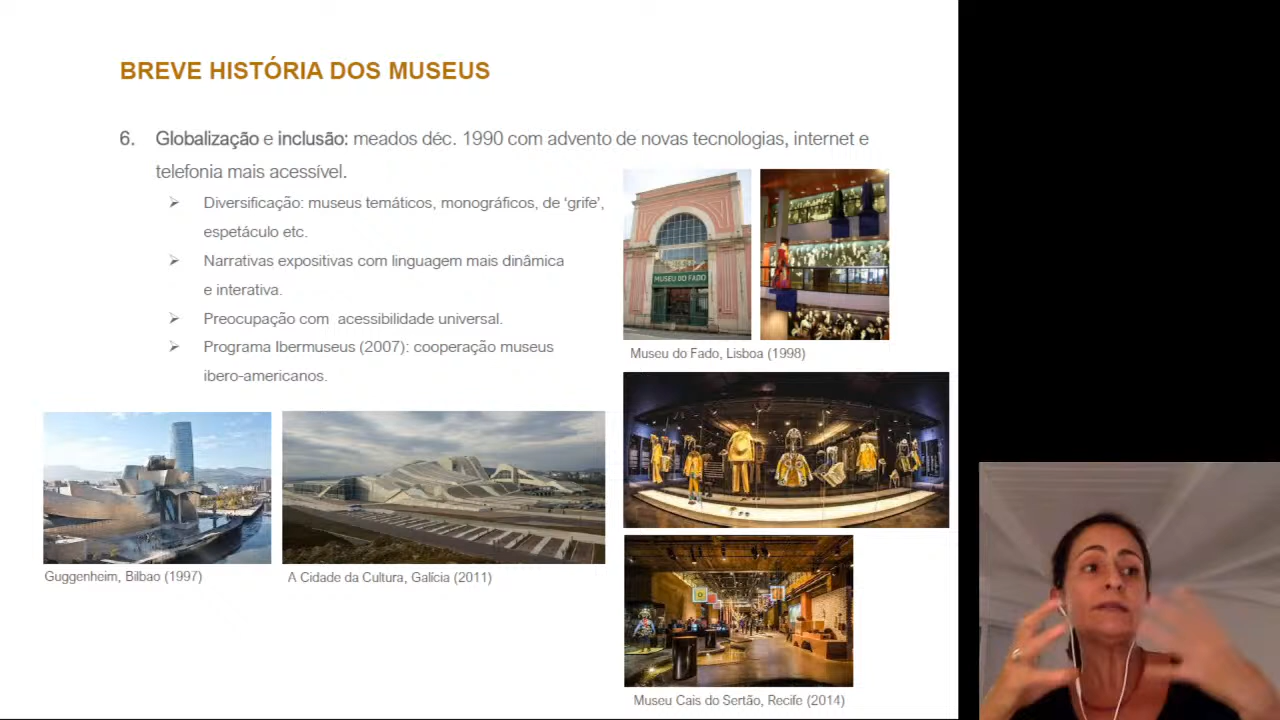 BREVE HISTÓRIA DOS MUSEUS
6. Globalização e inclusão: meados déc. 1990 com advento de novas tecnologias, internet e
telefonia mais acessível.
➢ Diversificação: museus temáticos, monográficos, de ‘grife’,
espetáculo etc.
➢ Narrativas expositivas com linguagem mais dinâmica
e interativa.
➢ Preocupação com acessibilidade universal.
➢ Programa Ibermuseus (2007): cooperação museus
ibero-americanos.
MUSEU DO FADO
Museu do Fado, Lisboa (1998)
Guggenheim, Bilbao (1997)
A Cidade da Cultura, Galícia (2011)
Museu Cais do Sertão, Recife (2014)